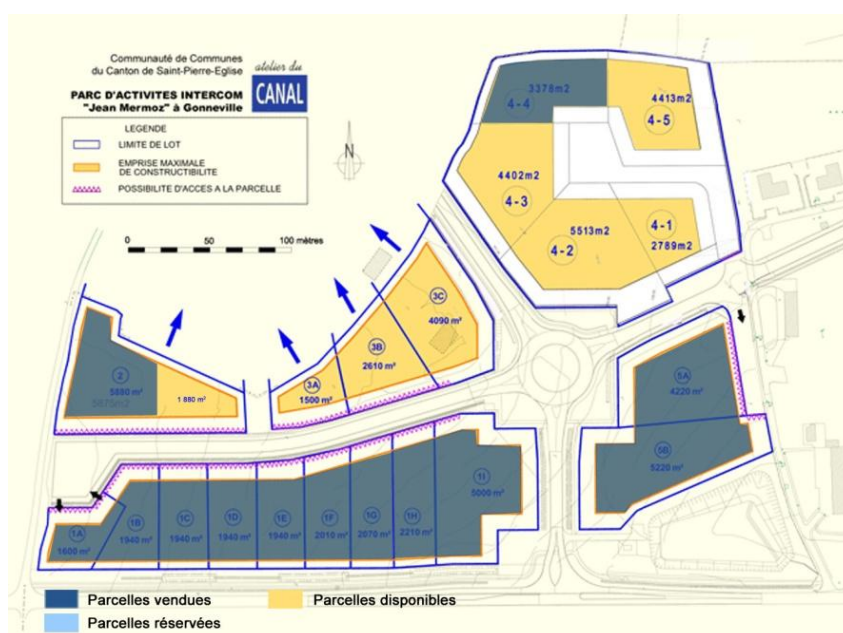 Communauté de Communes
du Canton de Saint-Pierre-Eglise
atelier du
CANAL
PARC D'ACTIVITES INTERCOM
"Jean Mermoz" à Gonneville
LEGENDE
LIMITE DE LOT
EMPRISE MAXIMALE
DE CONSTRUCTIBILITE
POSSIBILITE D'ACCES A LA PARCELLE
N
0 50 100 mètres
3378m2
4-4
4413m2
4-5
4402m2
4-3
5513m2
4-2
4-1
2789m2
3C
4090 m²
3B
2610 m²
3A
1500 m²
2
5880 m²
5875m2
1 880 m²
5A
4220 m²
5B
5220 m²
1I
5000 m²
1A
1600 m²
1B
1940 m²
1C
1940 m²
1D
1940 m²
1E
1940 m²
1F
2010 m²
1G
2070 m²
1H
2210 m²
Parcelles vendues
Parcelles disponibles
Parcelles réservées